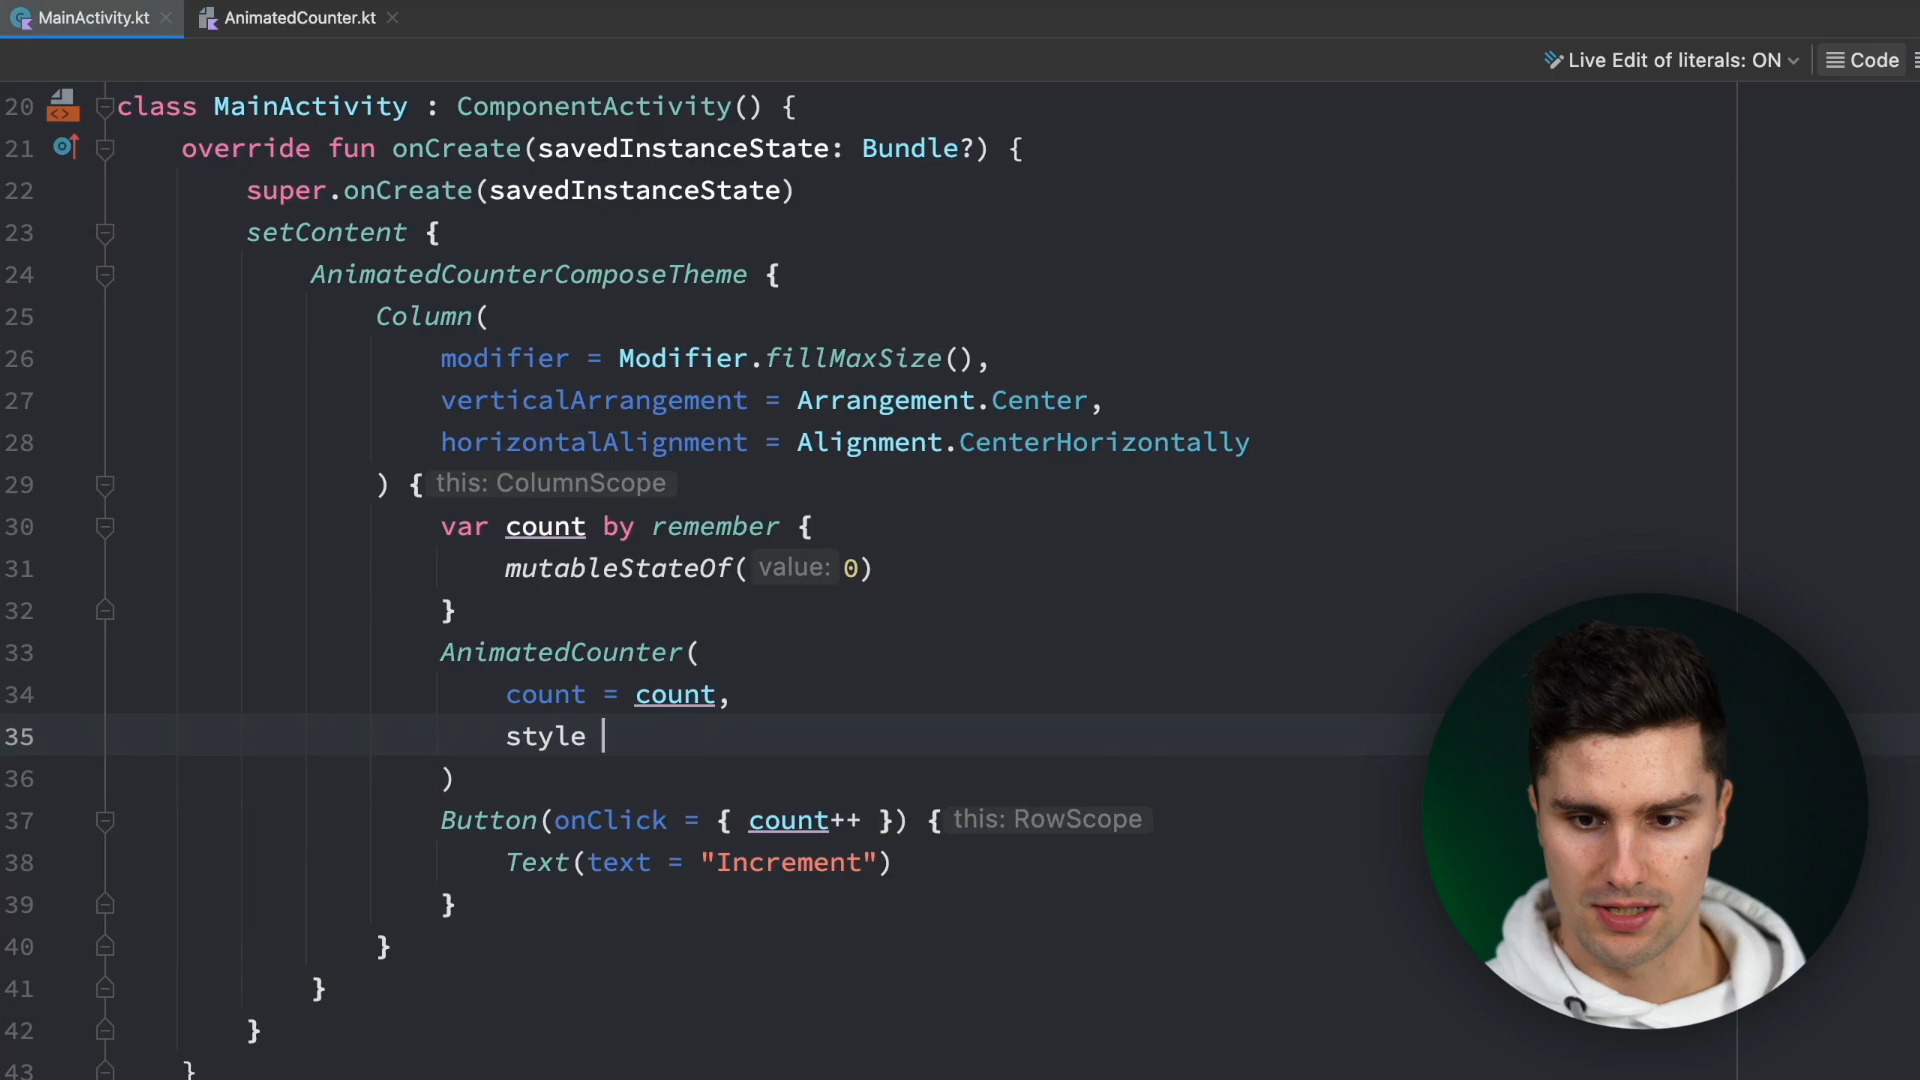 MainActivity.kt
AnimatedCounter.kt
Live Edit of literals: ON
Code
20 class MainActivity : ComponentActivity() {
21 override fun onCreate(savedInstanceState: Bundle?) {
22 super.onCreate(savedInstanceState)
23 setContent {
24 AnimatedCounterComposeTheme {
25 Column(
26 modifier = Modifier.fillMaxSize(),
27 verticalArrangement = Arrangement.Center,
28 horizontalAlignment = Alignment.CenterHorizontally
29 ) { this: ColumnScope
30 var count by remember {
31 mutableStateOf( value: 0)
32 }
33 AnimatedCounter(
34 count = count,
35 style
36 )
37 Button(onClick = { count++ }) { this: RowScope
38 Text(text = "Increment")
39 }
40 }
41 }
42 }
43 }